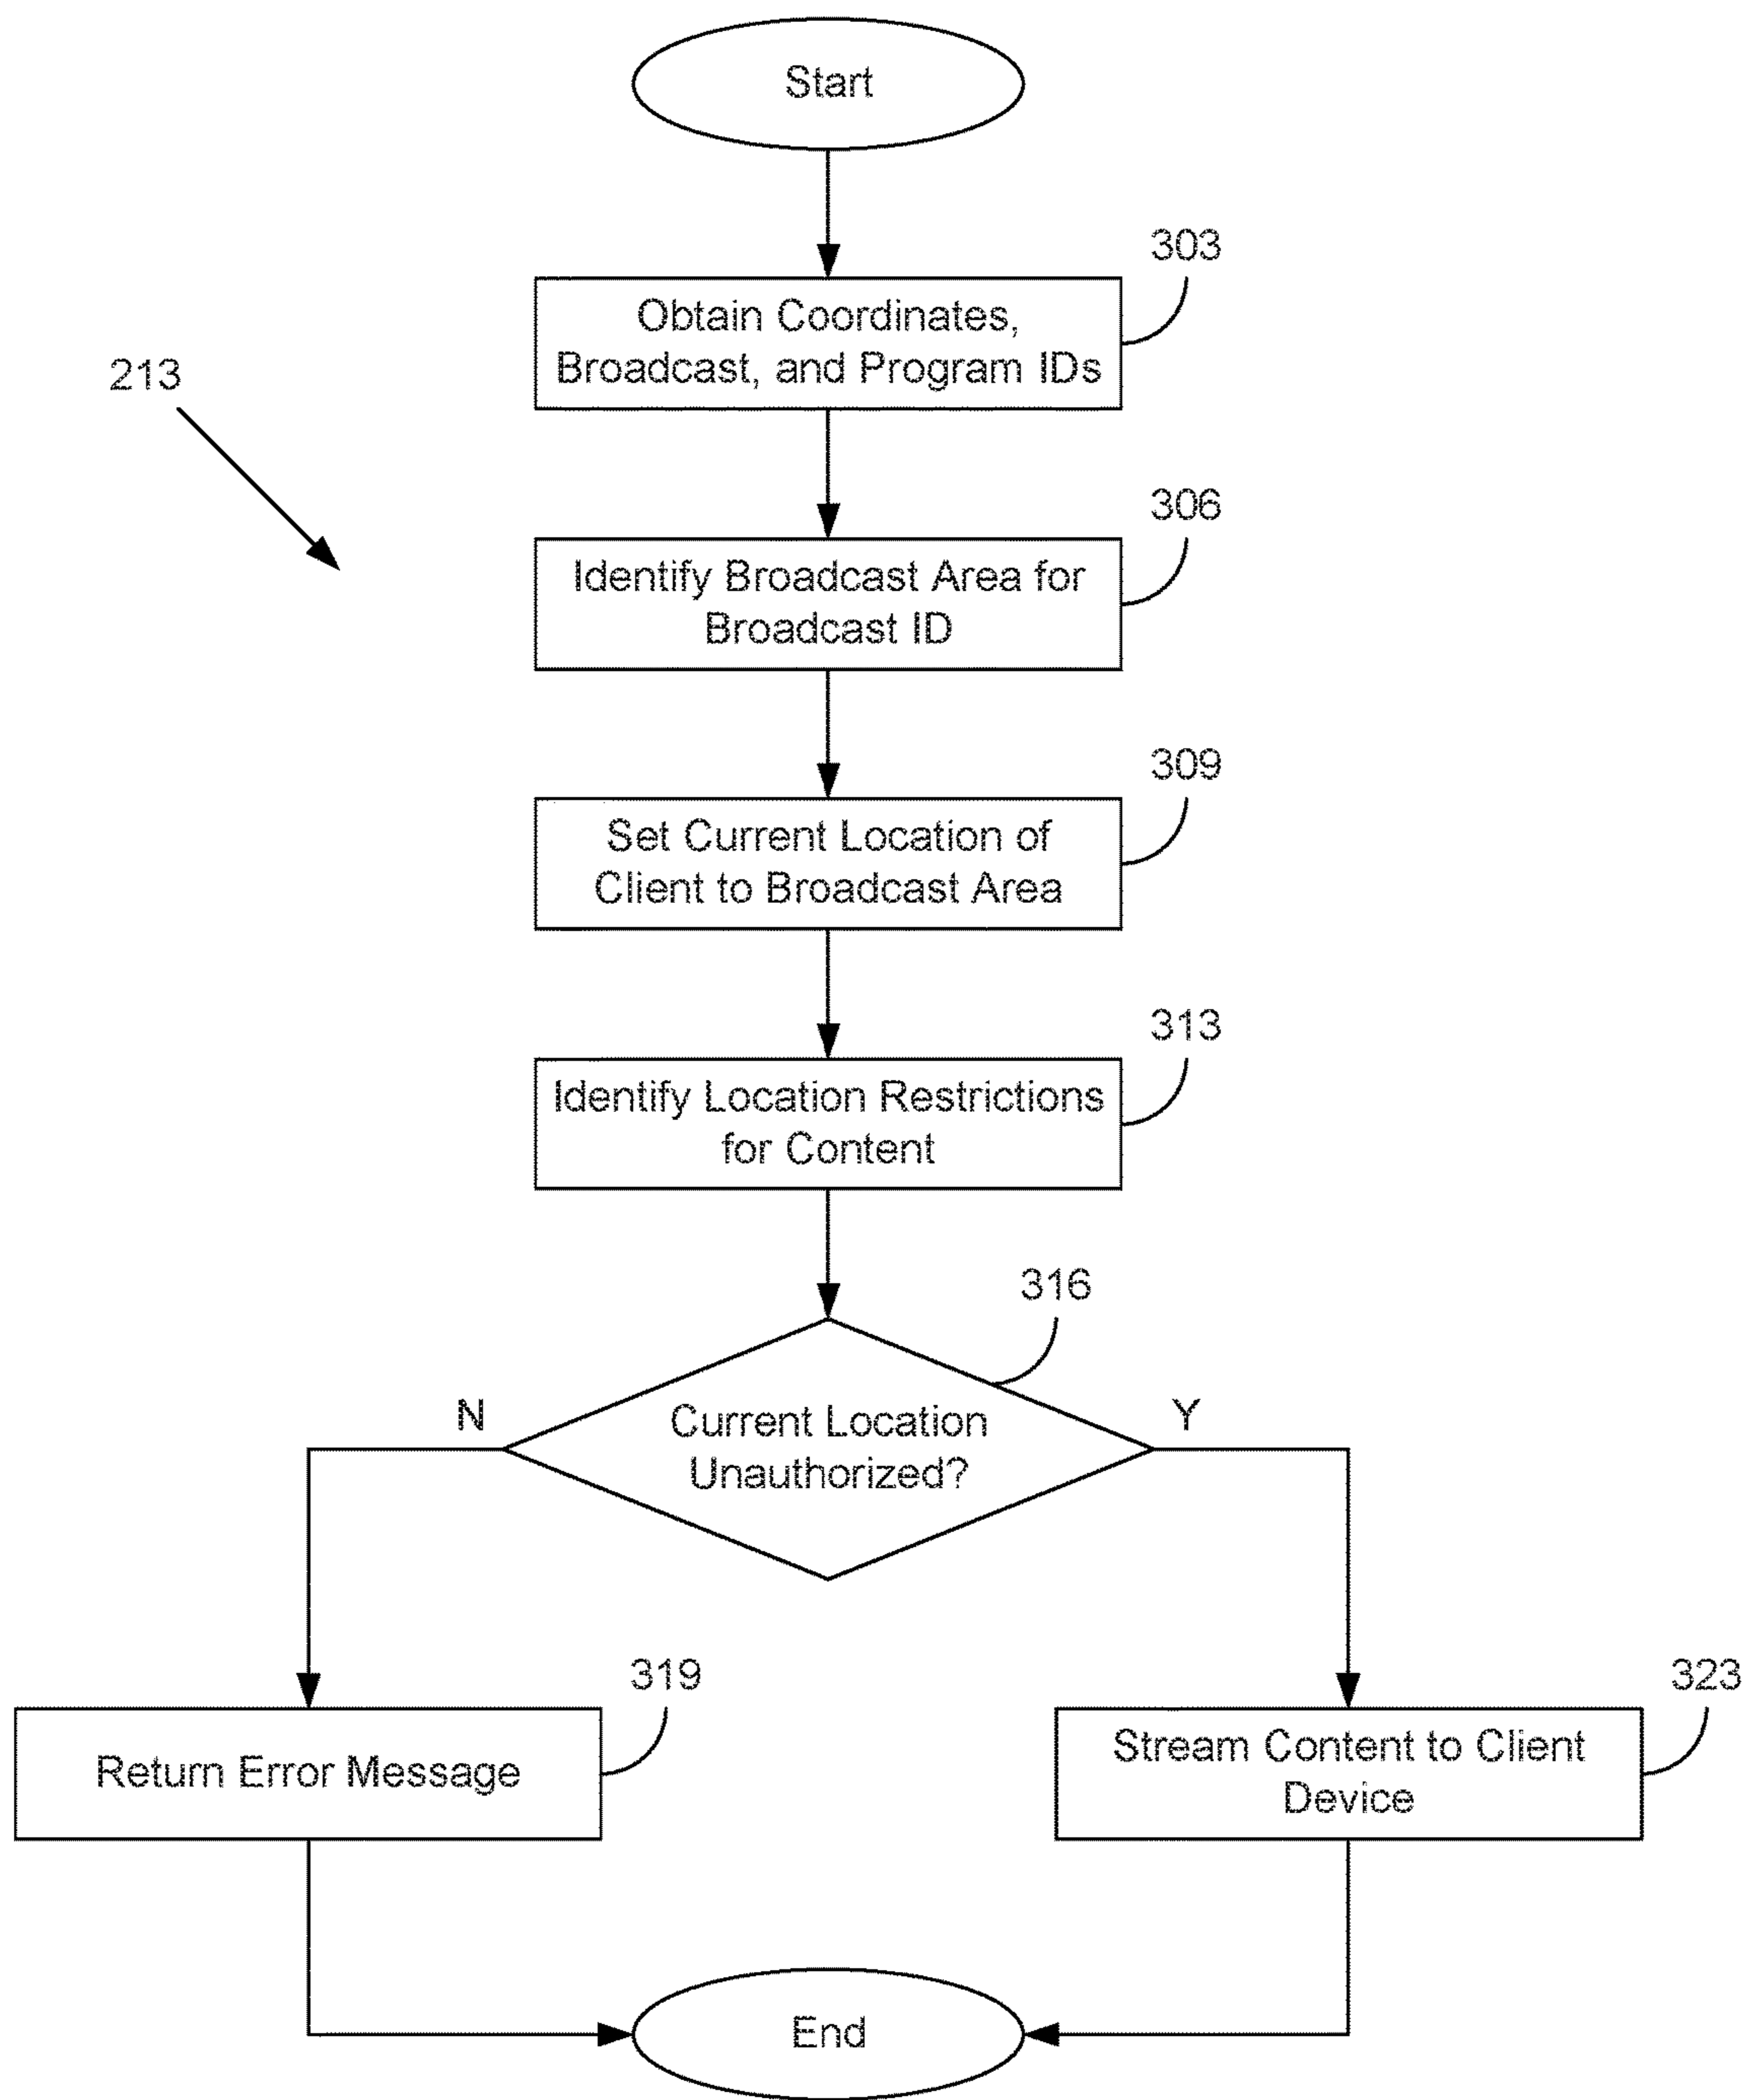 Start
303
Obtain Coordinates,
Broadcast, and Program IDs
213
306
Identify Broadcast Area for
Broadcast ID
309
Set Current Location of
Client to Broadcast Area
313
Identify Location Restrictions
for Content
316
N
Current Location
Unauthorized?
Y
319
Return Error Message
323
Stream Content to Client
Device
End